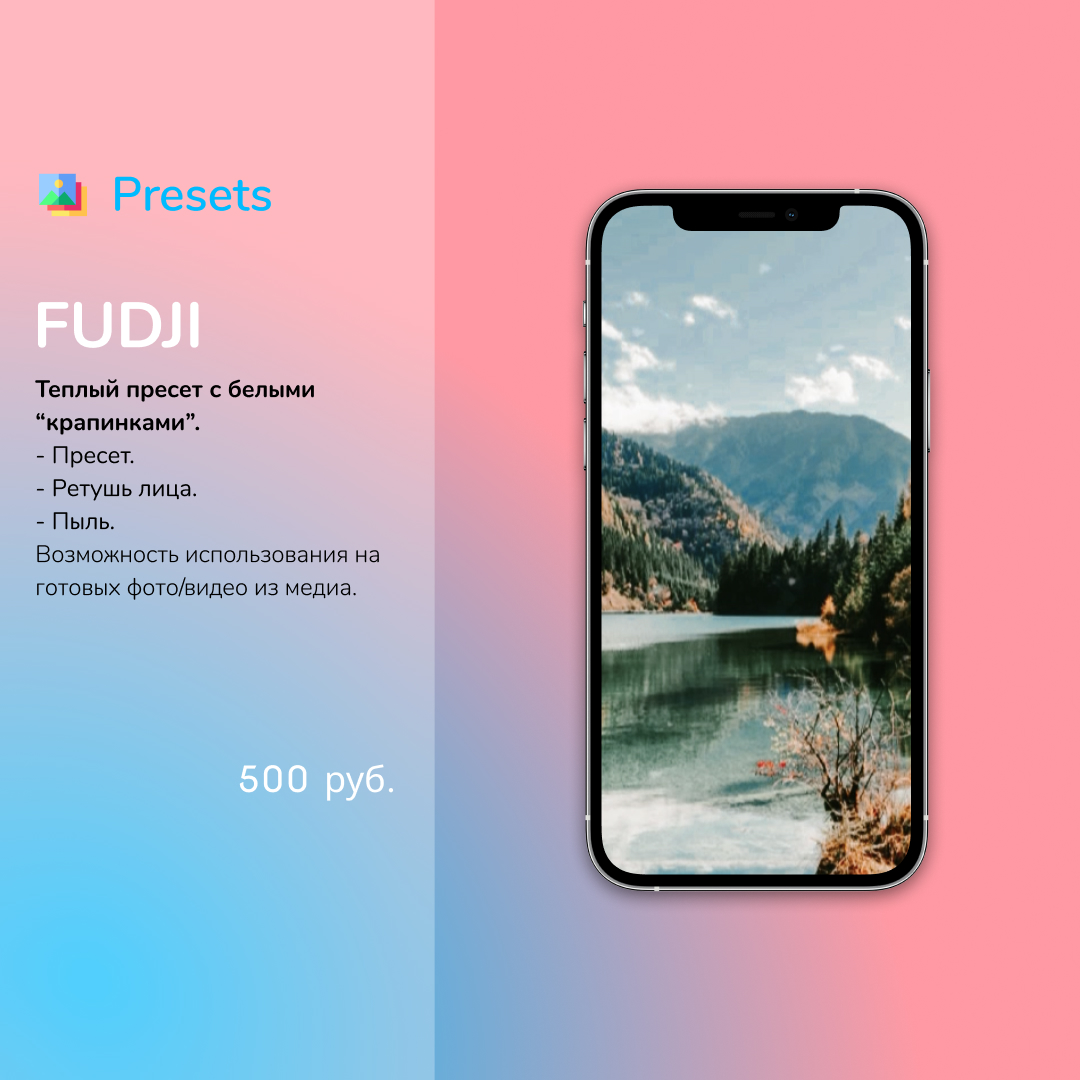 Presets
FUDJI
Теплый пресет с белыми
“крапинками”.
- Пресет.
- Ретушь лица.
- Пыль.
Возможность использования на
готовых фото/видео из медиа.
500 руб.